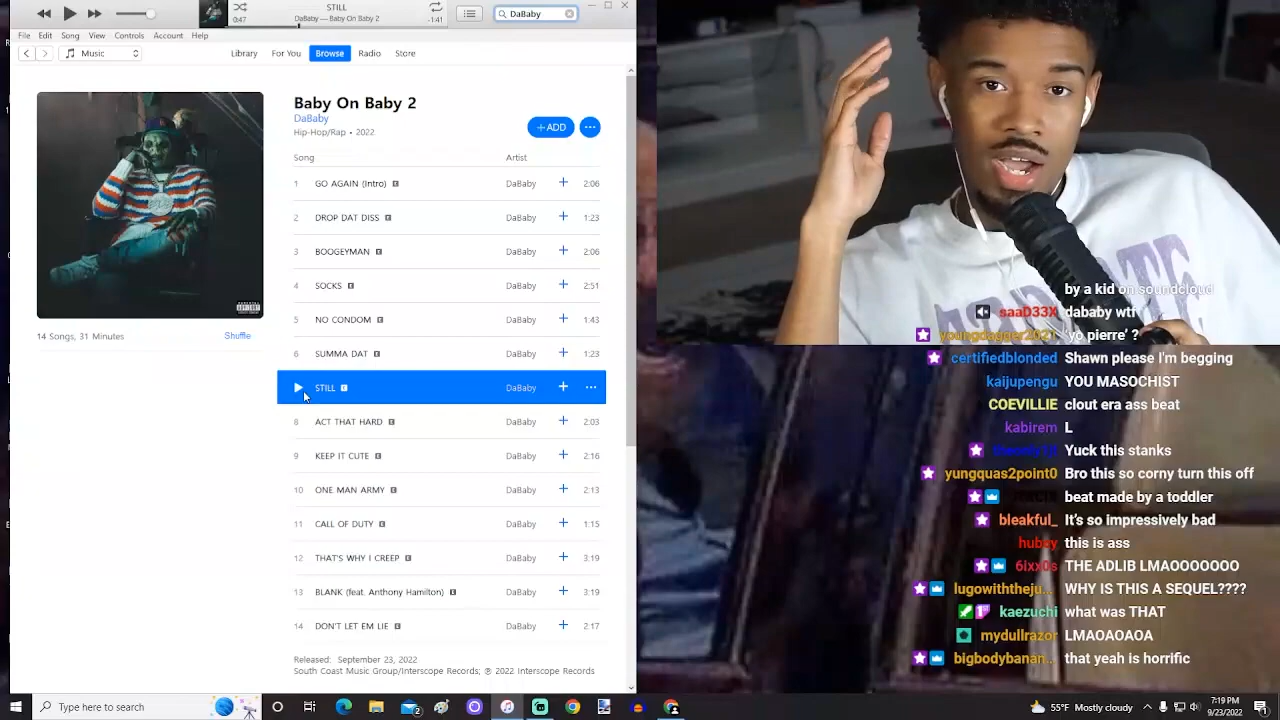 STILL
0:47
DaBaby — Baby On Baby 2
-1:41
DaBaby
File Edit Song View Controls Account Help
Music
Library For You Browse Radio Store
Baby On Baby 2
DaBaby
Hip-Hop/Rap • 2022
+ADD
Song Artist
1 GO AGAIN (Intro) E DaBaby + 2:06
2 DROP DAT DISS E DaBaby + 1:23
3 BOOGEYMAN E DaBaby + 2:06
4 SOCKS E DaBaby + 2:51
5 NO CONDOM E DaBaby + 1:43
6 SUMMA DAT E DaBaby + 1:23
STILL E DaBaby + ...
8 ACT THAT HARD E DaBaby + 2:03
9 KEEP IT CUTE E DaBaby + 2:16
10 ONE MAN ARMY E DaBaby + 2:13
11 CALL OF DUTY E DaBaby + 1:15
12 THAT'S WHY I CREEP E DaBaby + 3:19
13 BLANK (feat. Anthony Hamilton) E DaBaby + 3:19
14 DON'T LET EM LIE E DaBaby + 2:17
14 Songs, 31 Minutes Shuffle
Released: September 23, 2022
South Coast Music Group/Interscope Records; ℗ 2022 Interscope Records
by a kid on soundcloud
saaD33X dababy wtf
youngdagger2021 'yo pierre' ?
certifiedblonded Shawn please I'm begging
kaijupengu YOU MASOCHIST
COEVILLIE clout era ass beat
kabirem L
Yuck this stanks
yungquas2point0 Bro this so corny turn this off
beat made by a toddler
bleakful_ It's so impressively bad
hubby this is ass
6ixx0s THE ADLIB LMAOOOOOOO
lugowiththeju... WHY IS THIS A SEQUEL????
kaezuchi what was THAT
mydullrazor LMAOAOAOA
bigbodybanan... that yeah is horrific
Type here to search
55°F Mostly cloudy
7:19 PM
9/23/2022